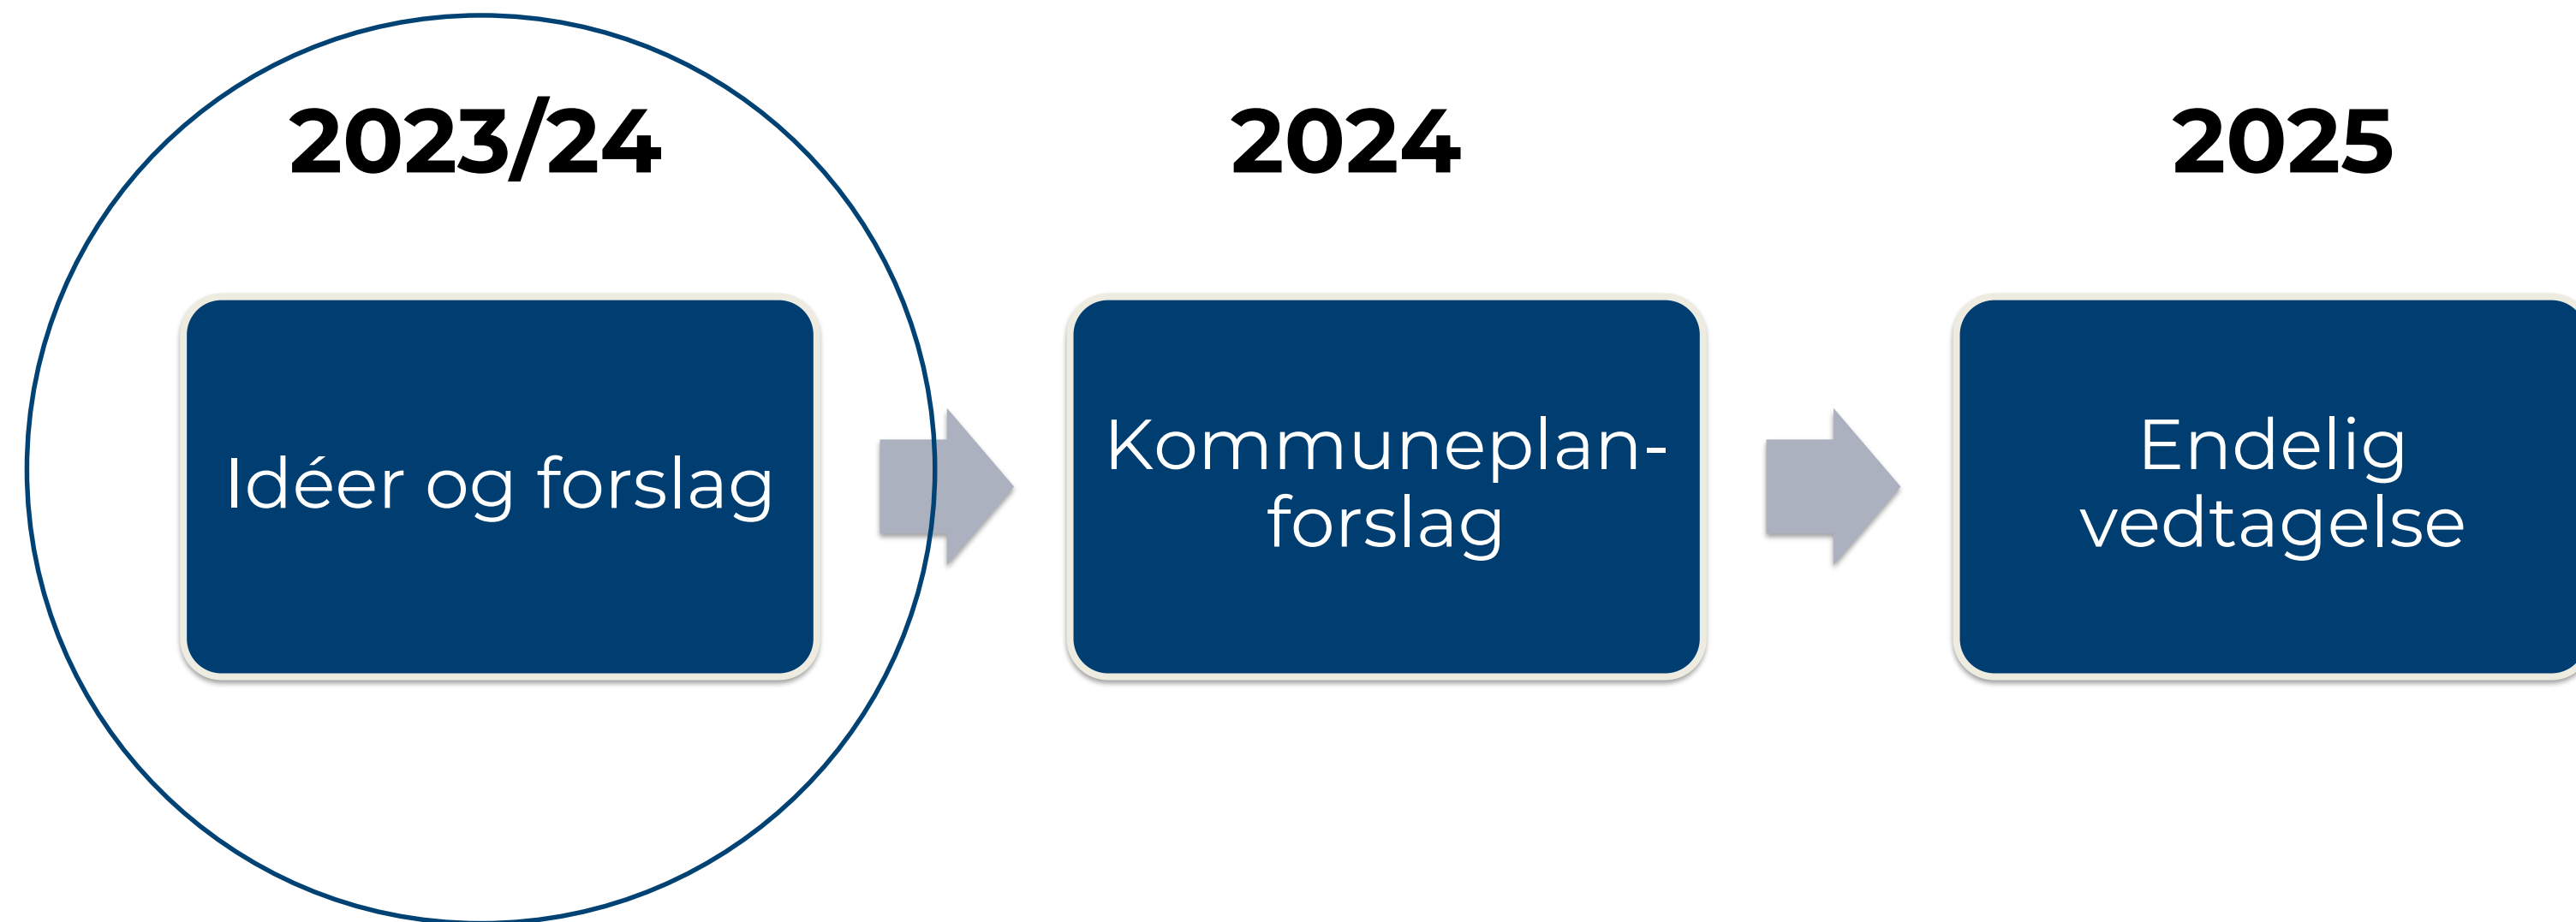 2023/24
2024
2025
Idéer og forslag
Kommuneplan-
forslag
Endelig
vedtagelse